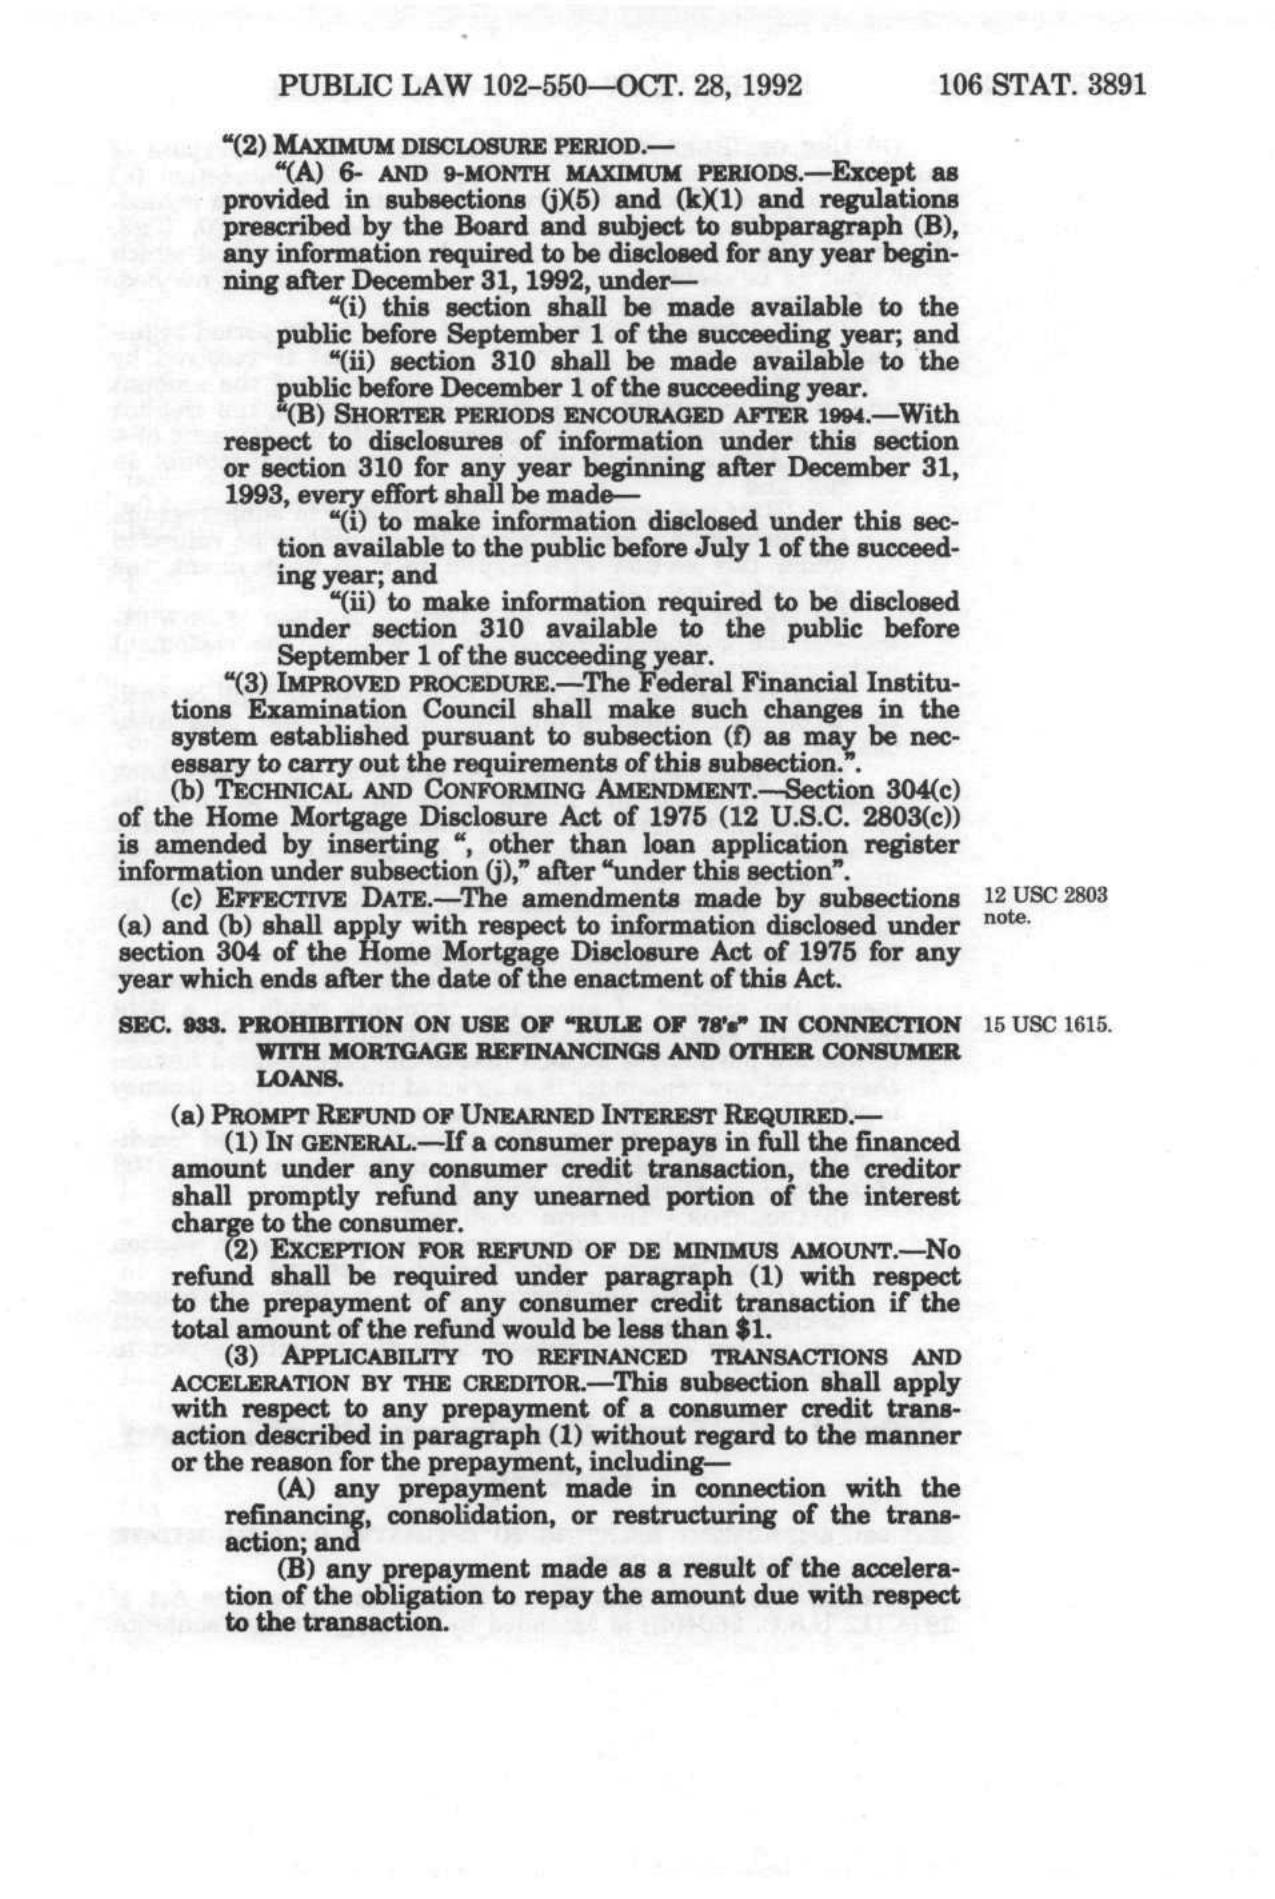 PUBLIC LAW 102–550—OCT. 28, 1992 106 STAT. 3891
"(2) MAXIMUM DISCLOSURE PERIOD.—
"(A) 6- AND 9-MONTH MAXIMUM PERIODS.—Except as
provided in subsections (j)(5) and (k)(1) and regulations
prescribed by the Board and subject to subparagraph (B),
any information required to be disclosed for any year begin-
ning after December 31, 1992, under—
"(i) this section shall be made available to the
public before September 1 of the succeeding year; and
"(ii) section 310 shall be made available to the
public before December 1 of the succeeding year.
"(B) SHORTER PERIODS ENCOURAGED AFTER 1994.—With
respect to disclosures of information under this section
or section 310 for any year beginning after December 31,
1993, every effort shall be made—
"(i) to make information disclosed under this sec-
tion available to the public before July 1 of the succeed-
ing year; and
"(ii) to make information required to be disclosed
under section 310 available to the public before
September 1 of the succeeding year.
"(3) IMPROVED PROCEDURE.—The Federal Financial Institu-
tions Examination Council shall make such changes in the
system established pursuant to subsection (f) as may be nec-
essary to carry out the requirements of this subsection.".
(b) TECHNICAL AND CONFORMING AMENDMENT.—Section 304(c)
of the Home Mortgage Disclosure Act of 1975 (12 U.S.C. 2803(c))
is amended by inserting ", other than loan application register
information under subsection (j)," after "under this section".
(c) EFFECTIVE DATE.—The amendments made by subsections
(a) and (b) shall apply with respect to information disclosed under
section 304 of the Home Mortgage Disclosure Act of 1975 for any
year which ends after the date of the enactment of this Act.
12 USC 2803
note.
SEC. 933. PROHIBITION ON USE OF "RULE OF 78's" IN CONNECTION
WITH MORTGAGE REFINANCINGS AND OTHER CONSUMER
LOANS.
15 USC 1615.
(a) PROMPT REFUND OF UNEARNED INTEREST REQUIRED.—
(1) IN GENERAL.—If a consumer prepays in full the financed
amount under any consumer credit transaction, the creditor
shall promptly refund any unearned portion of the interest
charge to the consumer.
(2) EXCEPTION FOR REFUND OF DE MINIMUS AMOUNT.—No
refund shall be required under paragraph (1) with respect
to the prepayment of any consumer credit transaction if the
total amount of the refund would be less than $1.
(3) APPLICABILITY TO REFINANCED TRANSACTIONS AND
ACCELERATION BY THE CREDITOR.—This subsection shall apply
with respect to any prepayment of a consumer credit trans-
action described in paragraph (1) without regard to the manner
or the reason for the prepayment, including—
(A) any prepayment made in connection with the
refinancing, consolidation, or restructuring of the trans-
action; and
(B) any prepayment made as a result of the accelera-
tion of the obligation to repay the amount due with respect
to the transaction.